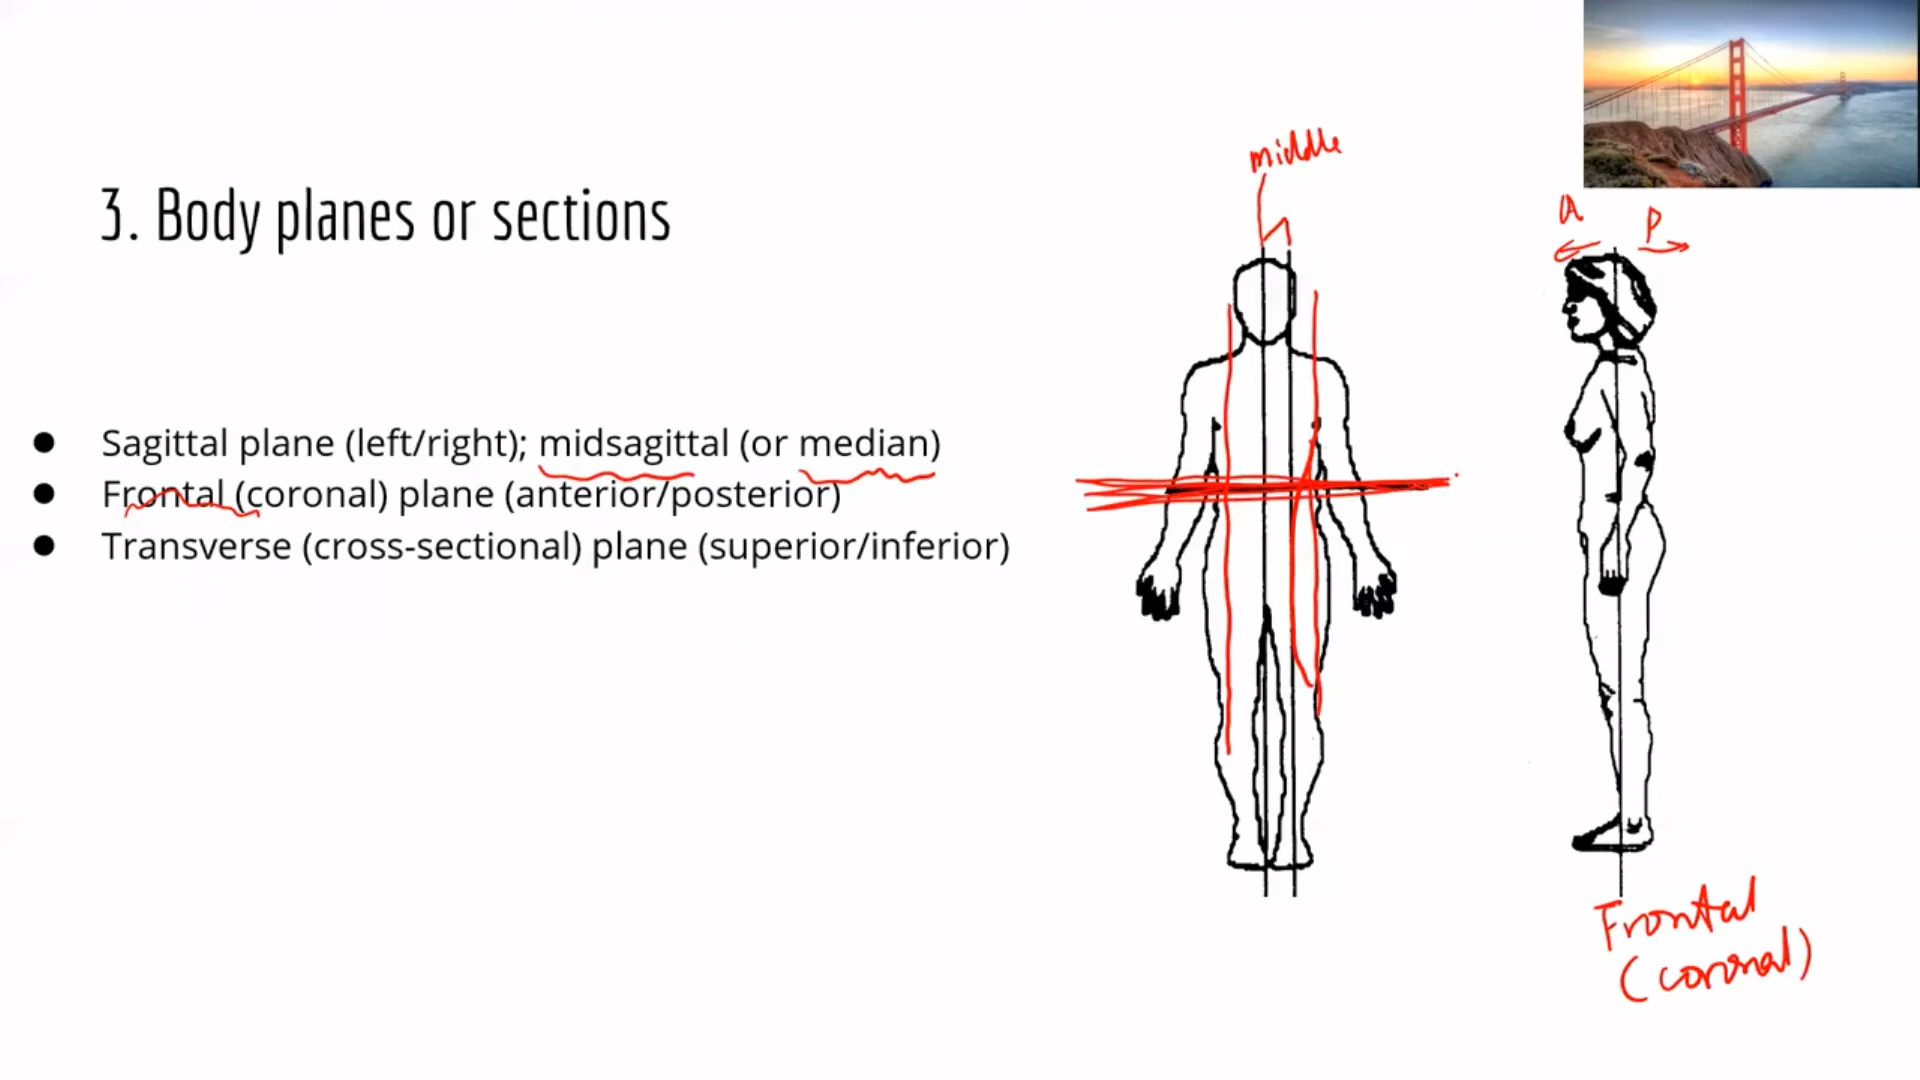 3. Body planes or sections
● Sagittal plane (left/right); midsagittal (or median)
● Frontal (coronal) plane (anterior/posterior)
● Transverse (cross-sectional) plane (superior/inferior)
middle
a
P
Frontal
(coronal)